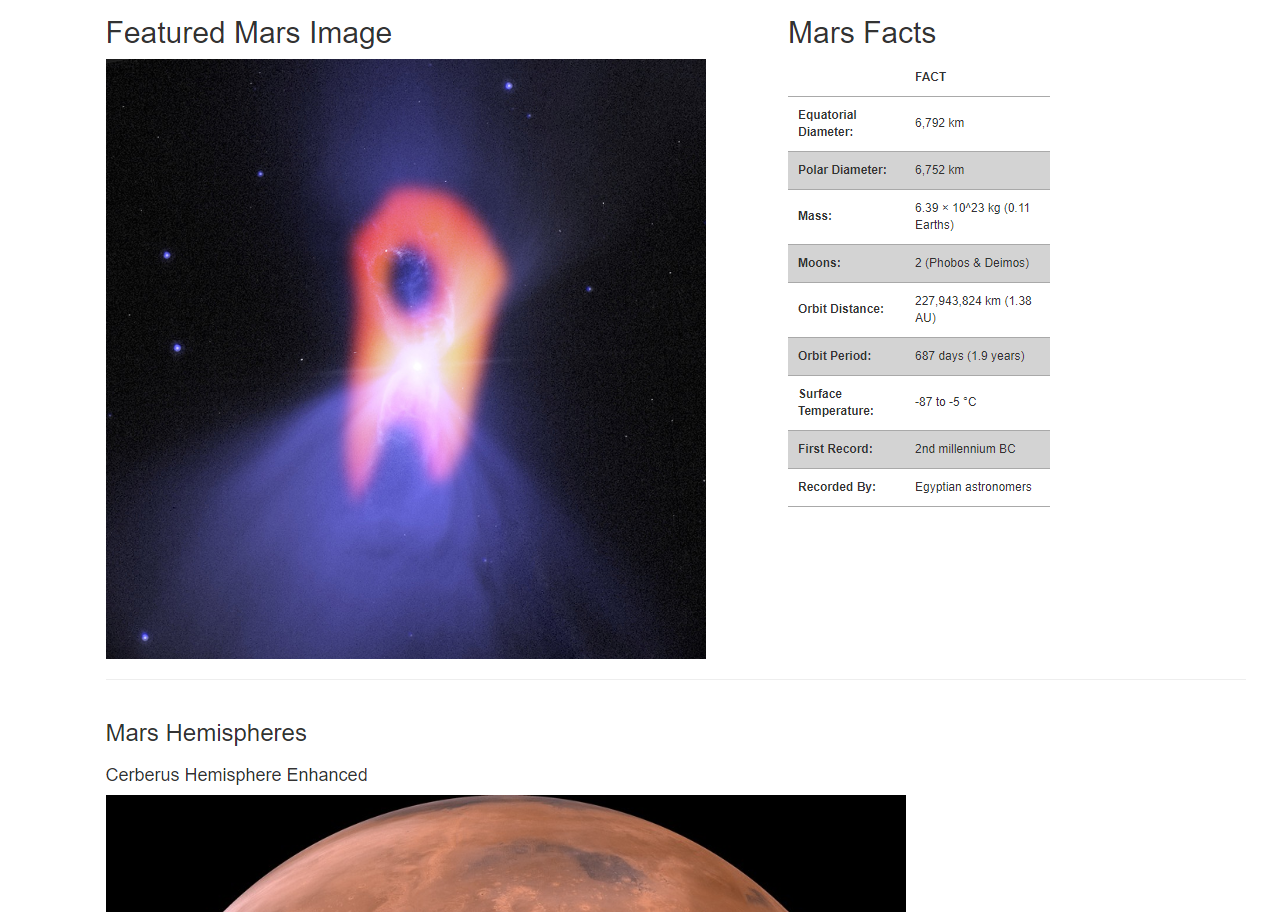 Featured Mars Image
Mars Facts
FACT
Equatorial
Diameter:
6,792 km
Polar Diameter:
6,752 km
Mass:
6.39 × 10^23 kg (0.11
Earths)
Moons:
2 (Phobos & Deimos)
Orbit Distance:
227,943,824 km (1.38
AU)
Orbit Period:
687 days (1.9 years)
Surface
Temperature:
-87 to -5 °C
First Record:
2nd millennium BC
Recorded By:
Egyptian astronomers
Mars Hemispheres
Cerberus Hemisphere Enhanced